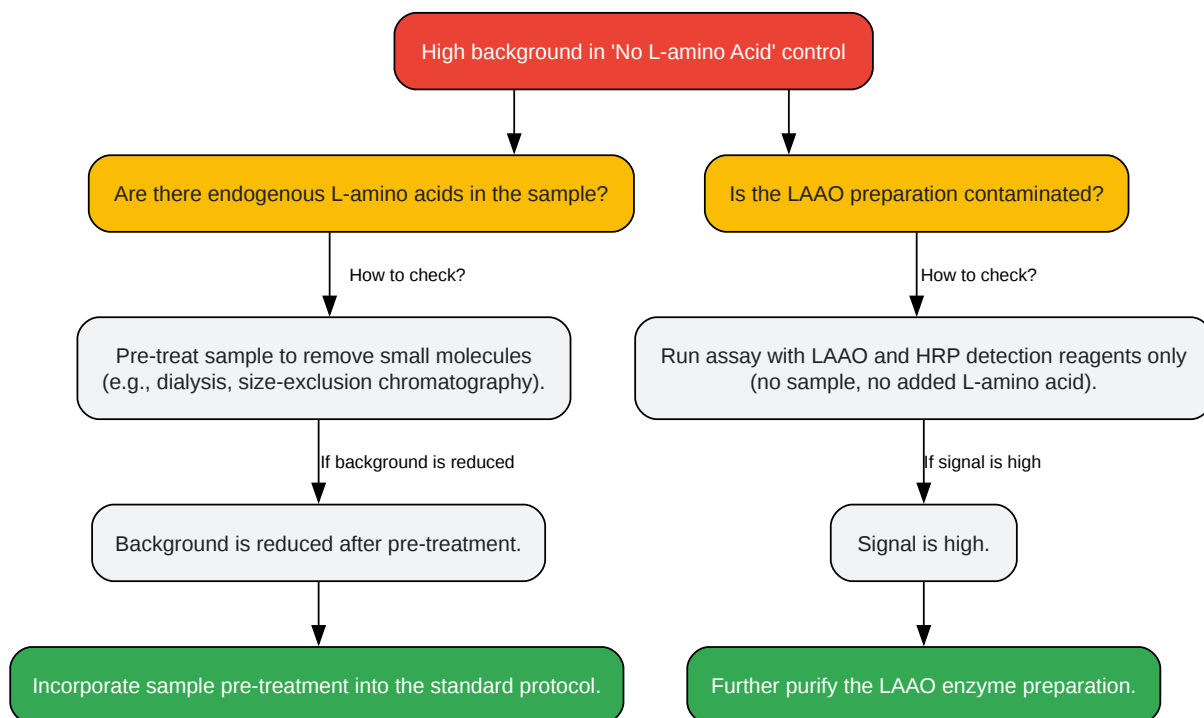 High background in 'No L-amino Acid' control
Are there endogenous L-amino acids in the sample?
Is the LAAO preparation contaminated?
How to check?
How to check?
Pre-treat sample to remove small molecules
(e.g., dialysis, size-exclusion chromatography).
Run assay with LAAO and HRP detection reagents only
(no sample, no added L-amino acid).
If background is reduced
If signal is high
Background is reduced after pre-treatment.
Signal is high.
Incorporate sample pre-treatment into the standard protocol.
Further purify the LAAO enzyme preparation.